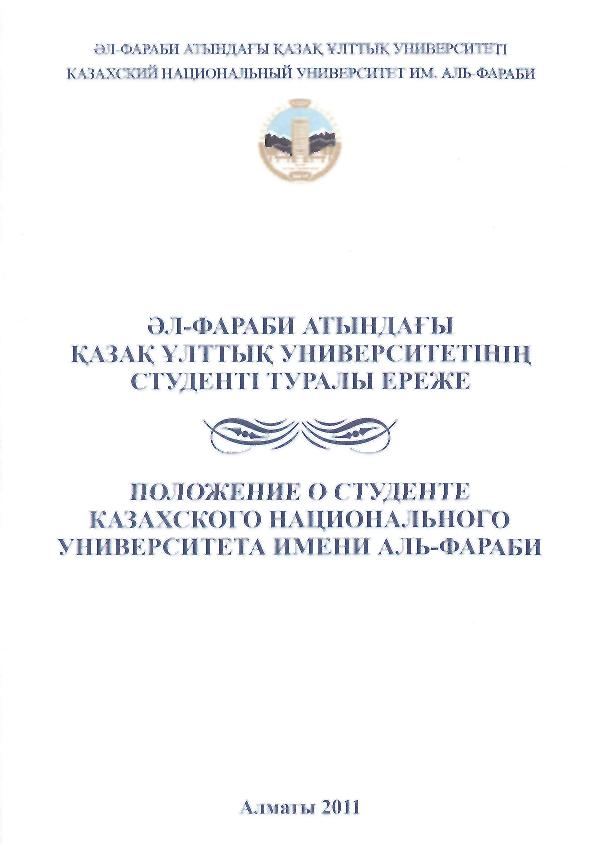 ӘЛ-ФАРАБИ АТЫНДАҒЫ ҚАЗАҚ ҰЛТТЫҚ УНИВЕРСИТЕТІ
КАЗАХСКИЙ НАЦИОНАЛЬНЫЙ УНИВЕРСИТЕТ ИМ. АЛЬ-ФАРАБИ
ӘЛ-ФАРАБИ АТЫНДАҒЫ
ҚАЗАҚ ҰЛТТЫҚ УНИВЕРСИТЕТІНІҢ
СТУДЕНТІ ТУРАЛЫ ЕРЕЖЕ
ПОЛОЖЕНИЕ О СТУДЕНТЕ
КАЗАХСКОГО НАЦИОНАЛЬНОГО
УНИВЕРСИТЕТА ИМЕНИ АЛЬ-ФАРАБИ
Алматы 2011